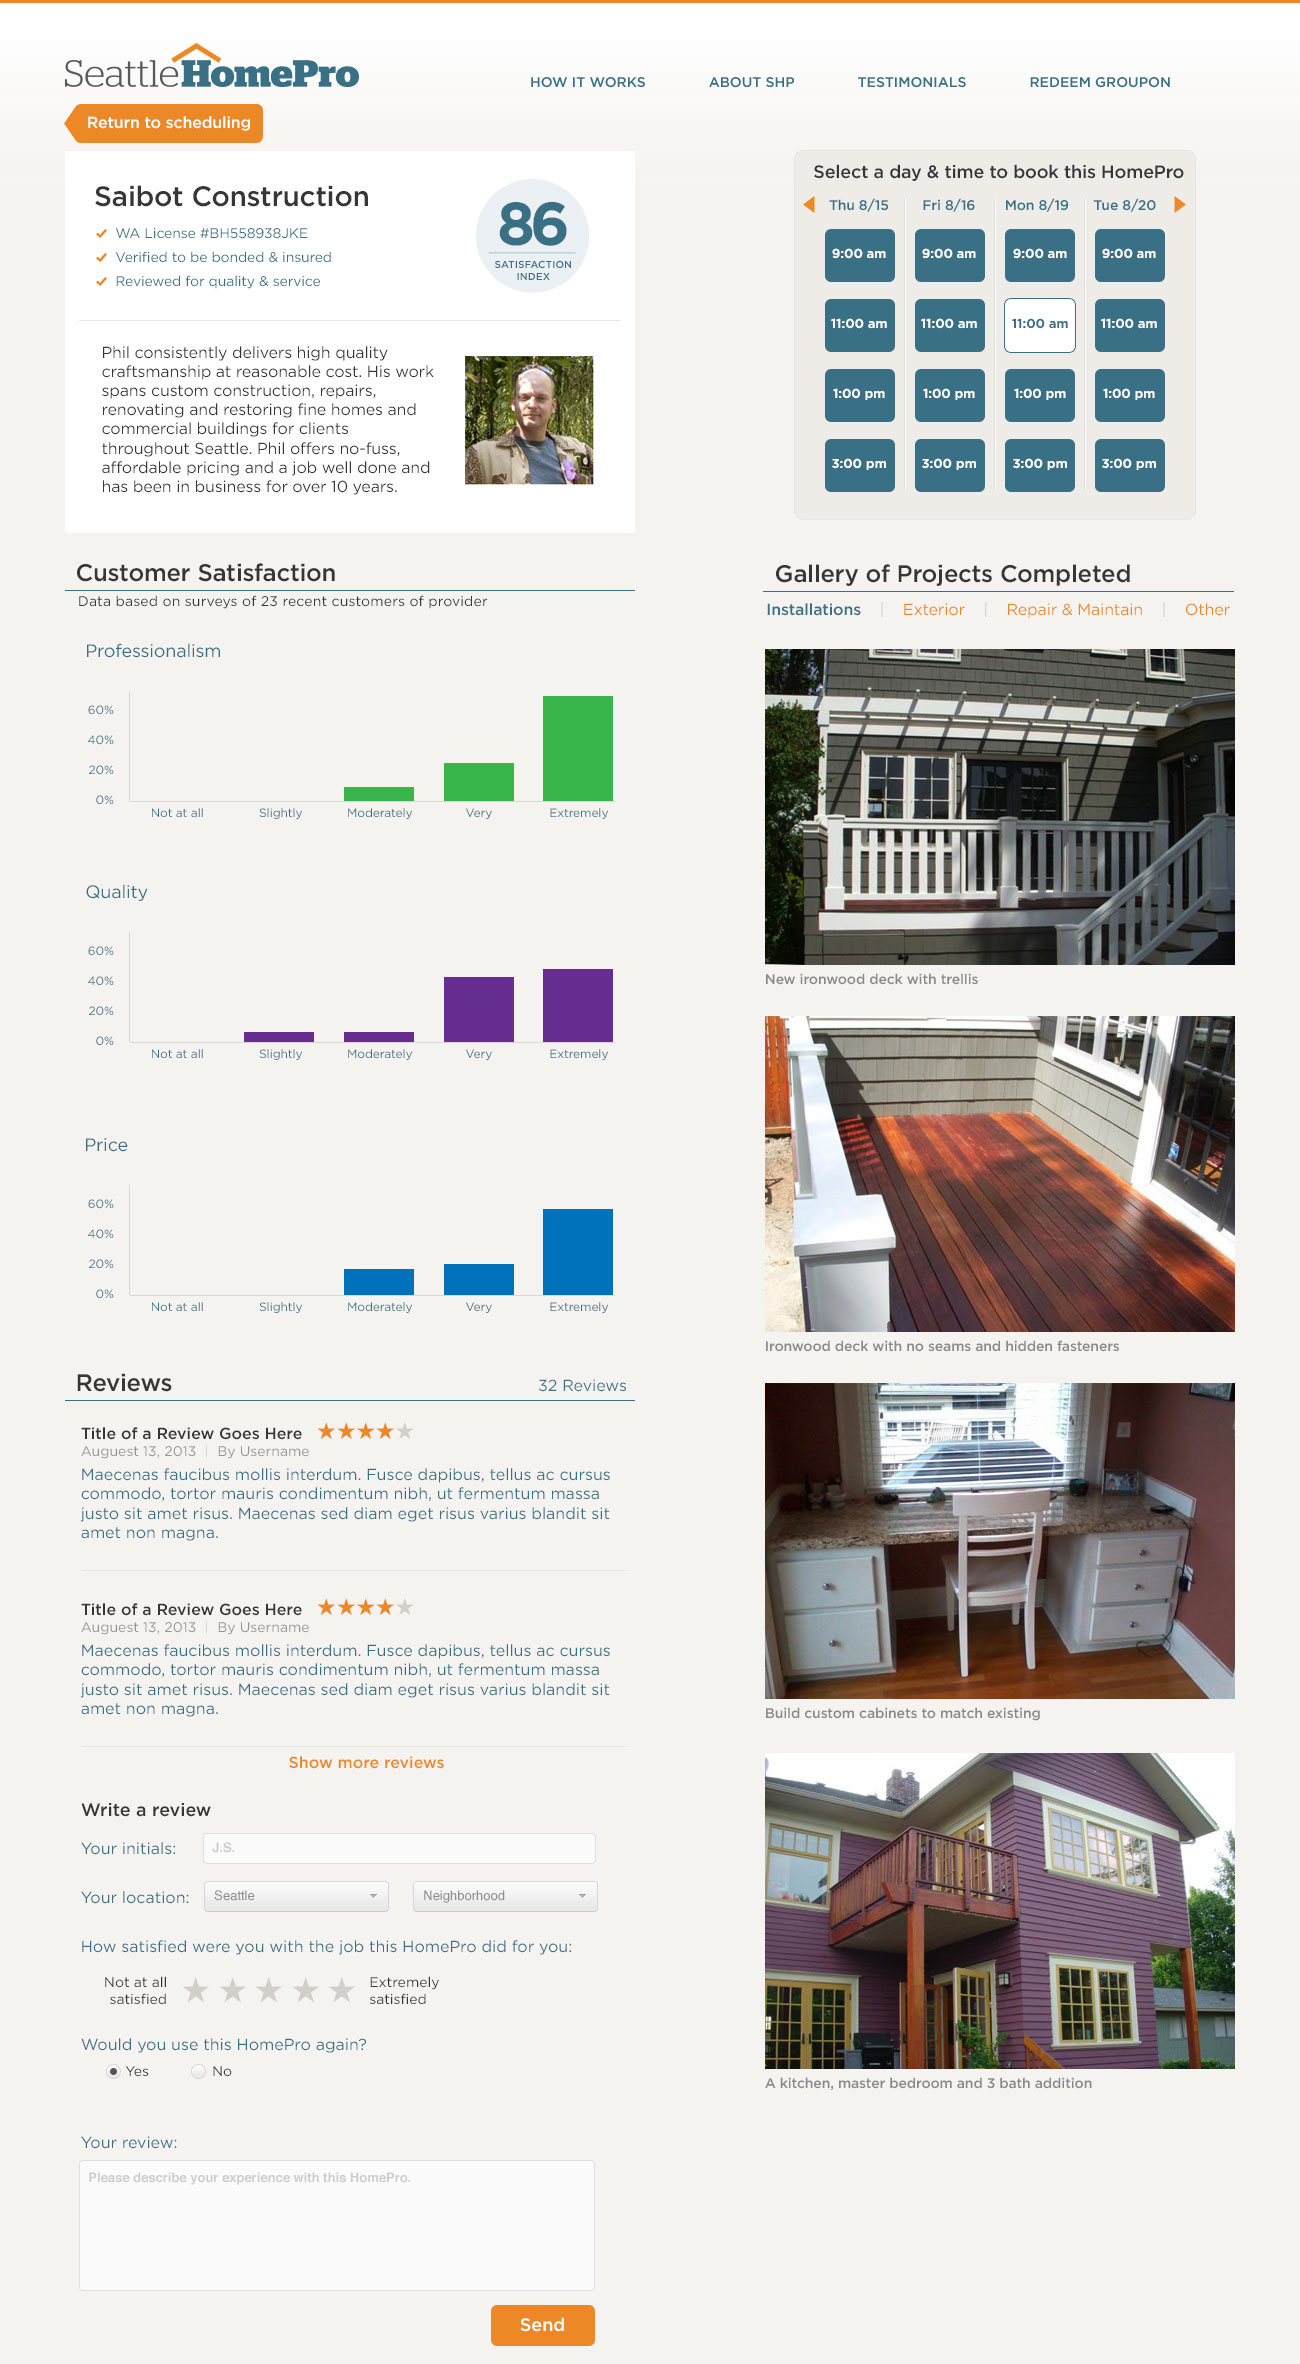 SeattleHomePro
HOW IT WORKS
ABOUT SHP
TESTIMONIALS
REDEEM GROUPON
Return to scheduling
Saibot Construction
WA License #BH558938JKE
Verified to be bonded & insured
Reviewed for quality & service
86
SATISFACTION
INDEX
Phil consistently delivers high quality
craftsmanship at reasonable cost. His work
spans custom construction, repairs,
renovating and restoring fine homes and
commercial buildings for clients
throughout Seattle. Phil offers no-fuss,
affordable pricing and a job well done and
has been in business for over 10 years.
Select a day & time to book this HomePro
Thu 8/15 Fri 8/16 Mon 8/19 Tue 8/20
9:00 am 9:00 am 9:00 am 9:00 am
11:00 am 11:00 am 11:00 am 11:00 am
1:00 pm 1:00 pm 1:00 pm 1:00 pm
3:00 pm 3:00 pm 3:00 pm 3:00 pm
Customer Satisfaction
Data based on surveys of 23 recent customers of provider
Professionalism
60%
40%
20%
0%
Not at all Slightly Moderately Very Extremely
Quality
60%
40%
20%
0%
Not at all Slightly Moderately Very Extremely
Price
60%
40%
20%
0%
Not at all Slightly Moderately Very Extremely
Reviews
32 Reviews
Title of a Review Goes Here
Auguest 13, 2013 | By Username
Maecenas faucibus mollis interdum. Fusce dapibus, tellus ac cursus
commodo, tortor mauris condimentum nibh, ut fermentum massa
justo sit amet risus. Maecenas sed diam eget risus varius blandit sit
amet non magna.
Title of a Review Goes Here
Auguest 13, 2013 | By Username
Maecenas faucibus mollis interdum. Fusce dapibus, tellus ac cursus
commodo, tortor mauris condimentum nibh, ut fermentum massa
justo sit amet risus. Maecenas sed diam eget risus varius blandit sit
amet non magna.
Show more reviews
Write a review
Your initials: J.S.
Your location: Seattle Neighborhood
How satisfied were you with the job this HomePro did for you:
Not at all
satisfied
Extremely
satisfied
Would you use this HomePro again?
Yes No
Your review:
Please describe your experience with this HomePro.
Send
Gallery of Projects Completed
Installations | Exterior | Repair & Maintain | Other
New ironwood deck with trellis
Ironwood deck with no seams and hidden fasteners
Build custom cabinets to match existing
A kitchen, master bedroom and 3 bath addition